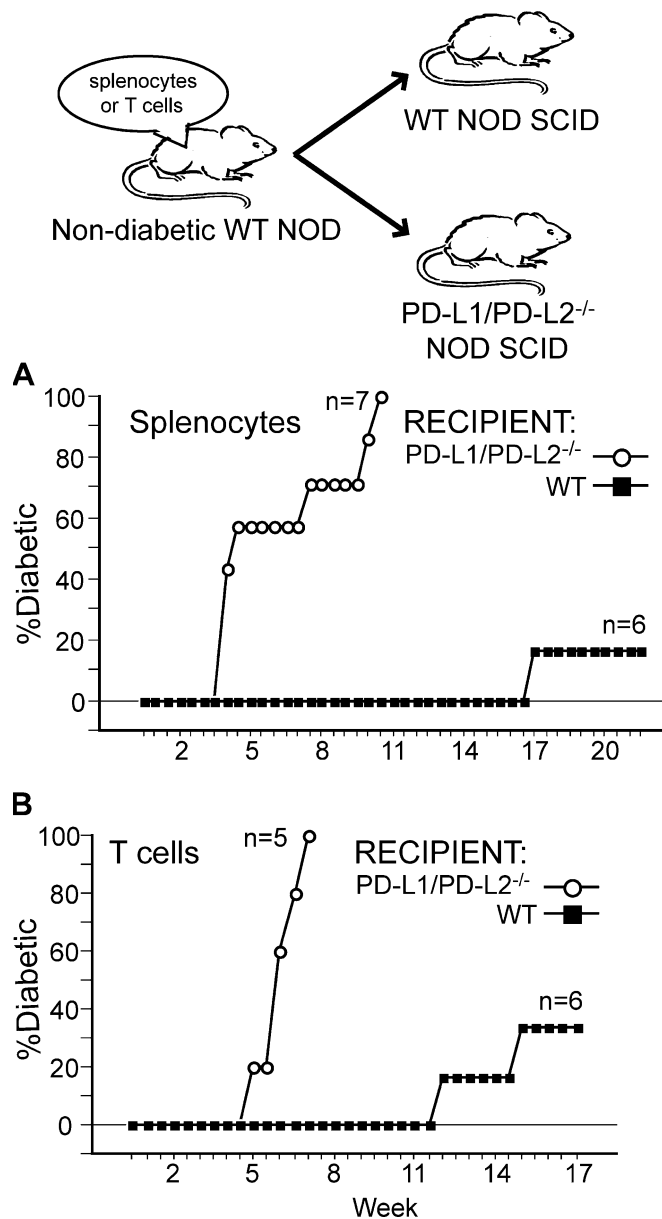 splenocytes
or T cells
WT NOD SCID
Non-diabetic WT NOD
PD-L1/PD-L2-/-
NOD SCID
A
100
80
60
40
20
0
%Diabetic
Splenocytes
n=7
RECIPIENT:
PD-L1/PD-L2-/-
WT
n=6
2 5 8 11 14 17 20
B
100
80
60
40
20
0
%Diabetic
T cells
n=5
RECIPIENT:
PD-L1/PD-L2-/-
WT
n=6
2 5 8 11 14 17
Week